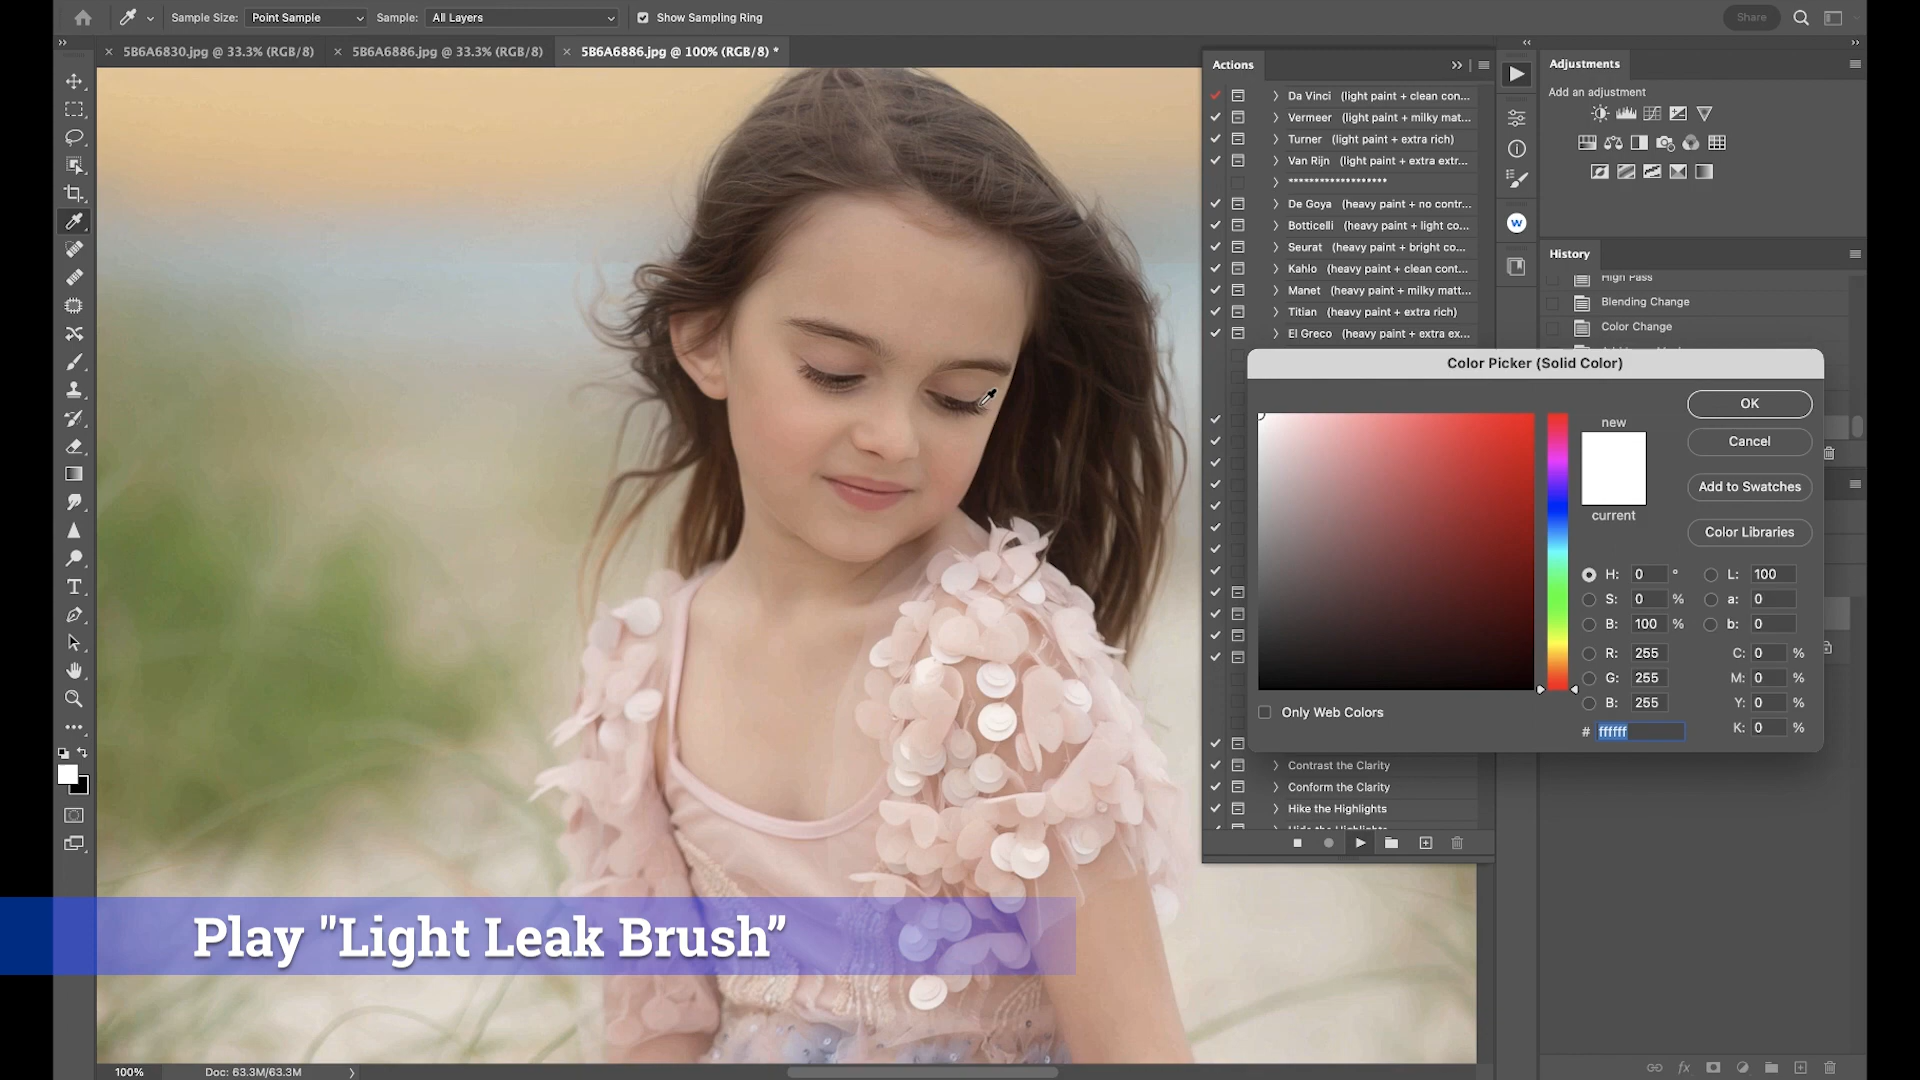 Sample Size: Point Sample Sample: All Layers Show Sampling Ring Share
5B6A6830.jpg @ 33.3% (RGB/8) 5B6A6886.jpg @ 33.3% (RGB/8) 5B6A6886.jpg @ 100% (RGB/8) *
Actions
Da Vinci (light paint + clean con...
Vermeer (light paint + milky mat...
Turner (light paint + extra rich)
Van Rijn (light paint + extra extr...
*******************
De Goya (heavy paint + no contr...
Botticelli (heavy paint + light co...
Seurat (heavy paint + bright co...
Kahlo (heavy paint + clean cont...
Manet (heavy paint + milky matt...
Titian (heavy paint + extra rich)
El Greco (heavy paint + extra ex...
Contrast the Clarity
Conform the Clarity
Hike the Highlights
Adjustments
Add an adjustment
w
History
High Pass
Blending Change
Color Change
Color Picker (Solid Color)
new
current
OK
Cancel
Add to Swatches
Color Libraries
H: 0 ° L: 100
S: 0 % a: 0
B: 100 % b: 0
R: 255 C: 0 %
G: 255 M: 0 %
B: 255 Y: 0 %
# ffffff K: 0 %
Only Web Colors
Play "Light Leak Brush”
100% Doc: 63.3M/63.3M
fx